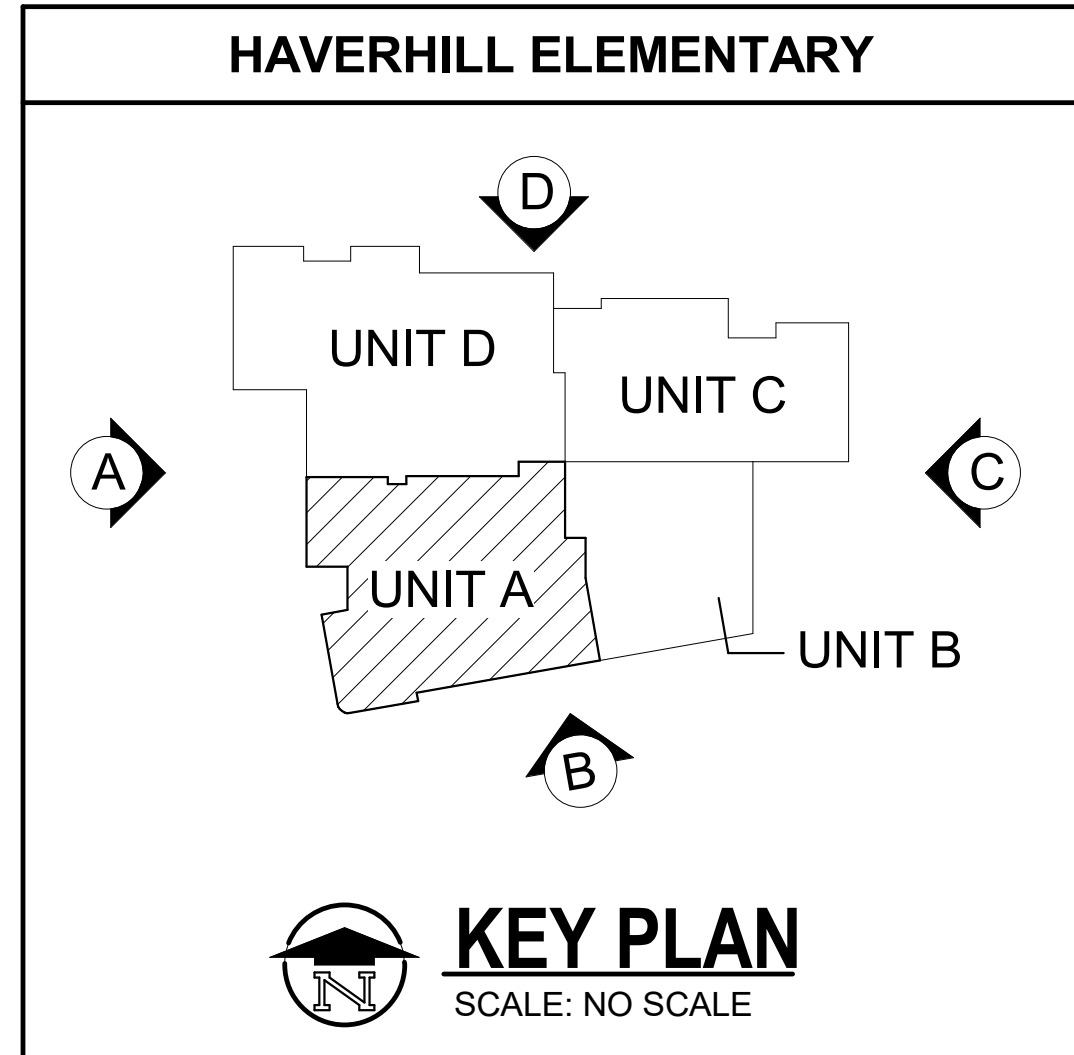 HAVERHILL ELEMENTARY
D
UNIT D
UNIT C
A
C
UNIT A
UNIT B
B
N
KEY PLAN
SCALE: NO SCALE